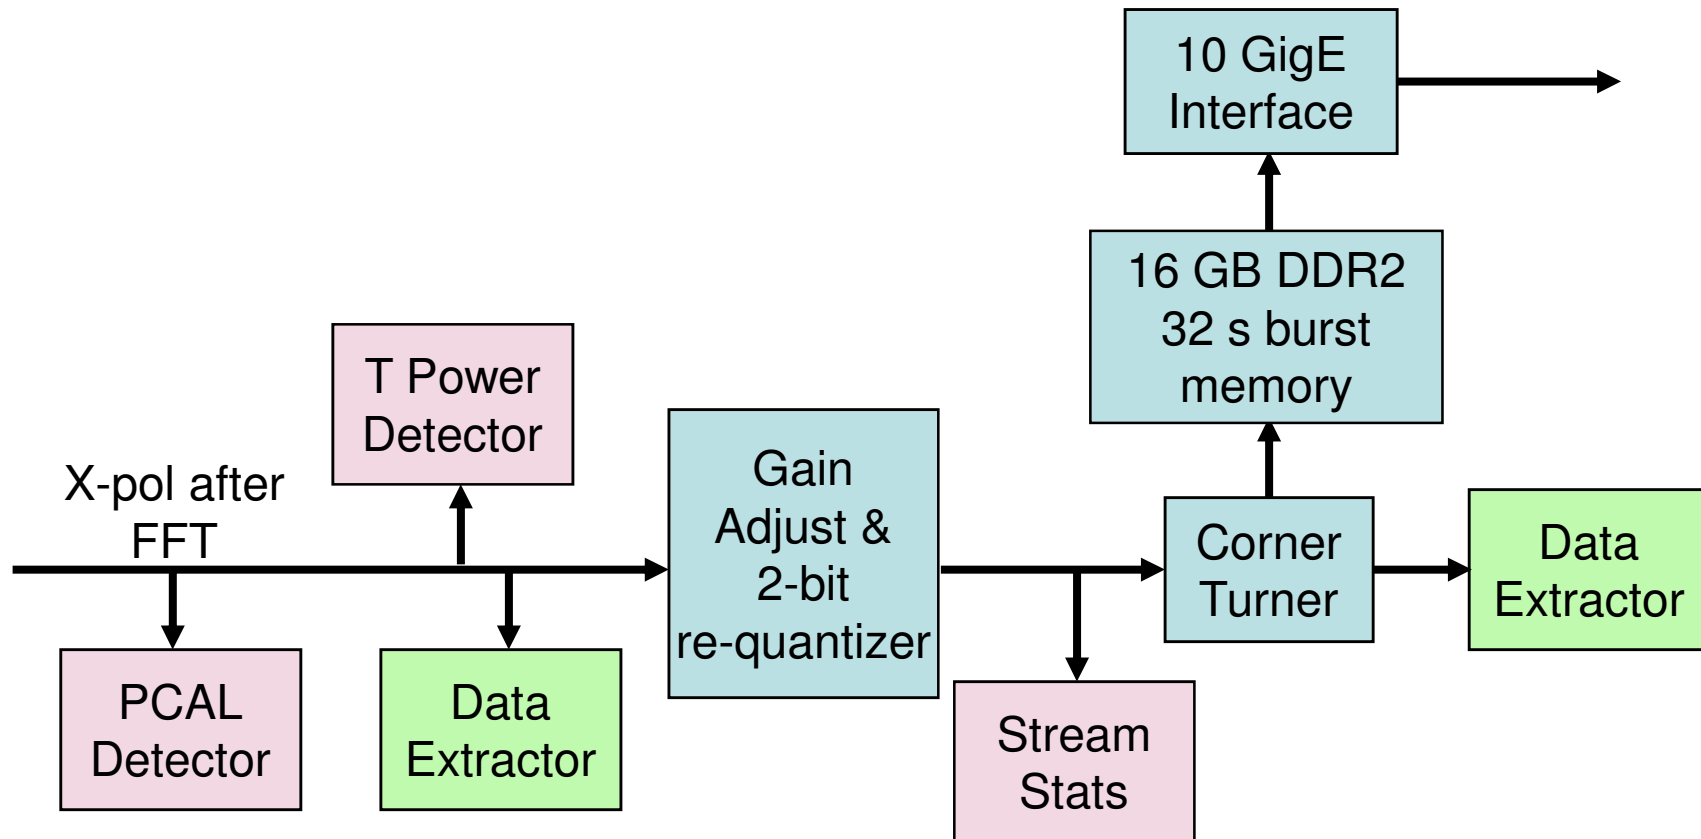 10 GigE
Interface
16 GB DDR2
32 s burst
memory
T Power
Detector
X-pol after
FFT
Gain
Adjust &
2-bit
re-quantizer
Corner
Turner
Data
Extractor
PCAL
Detector
Data
Extractor
Stream
Stats